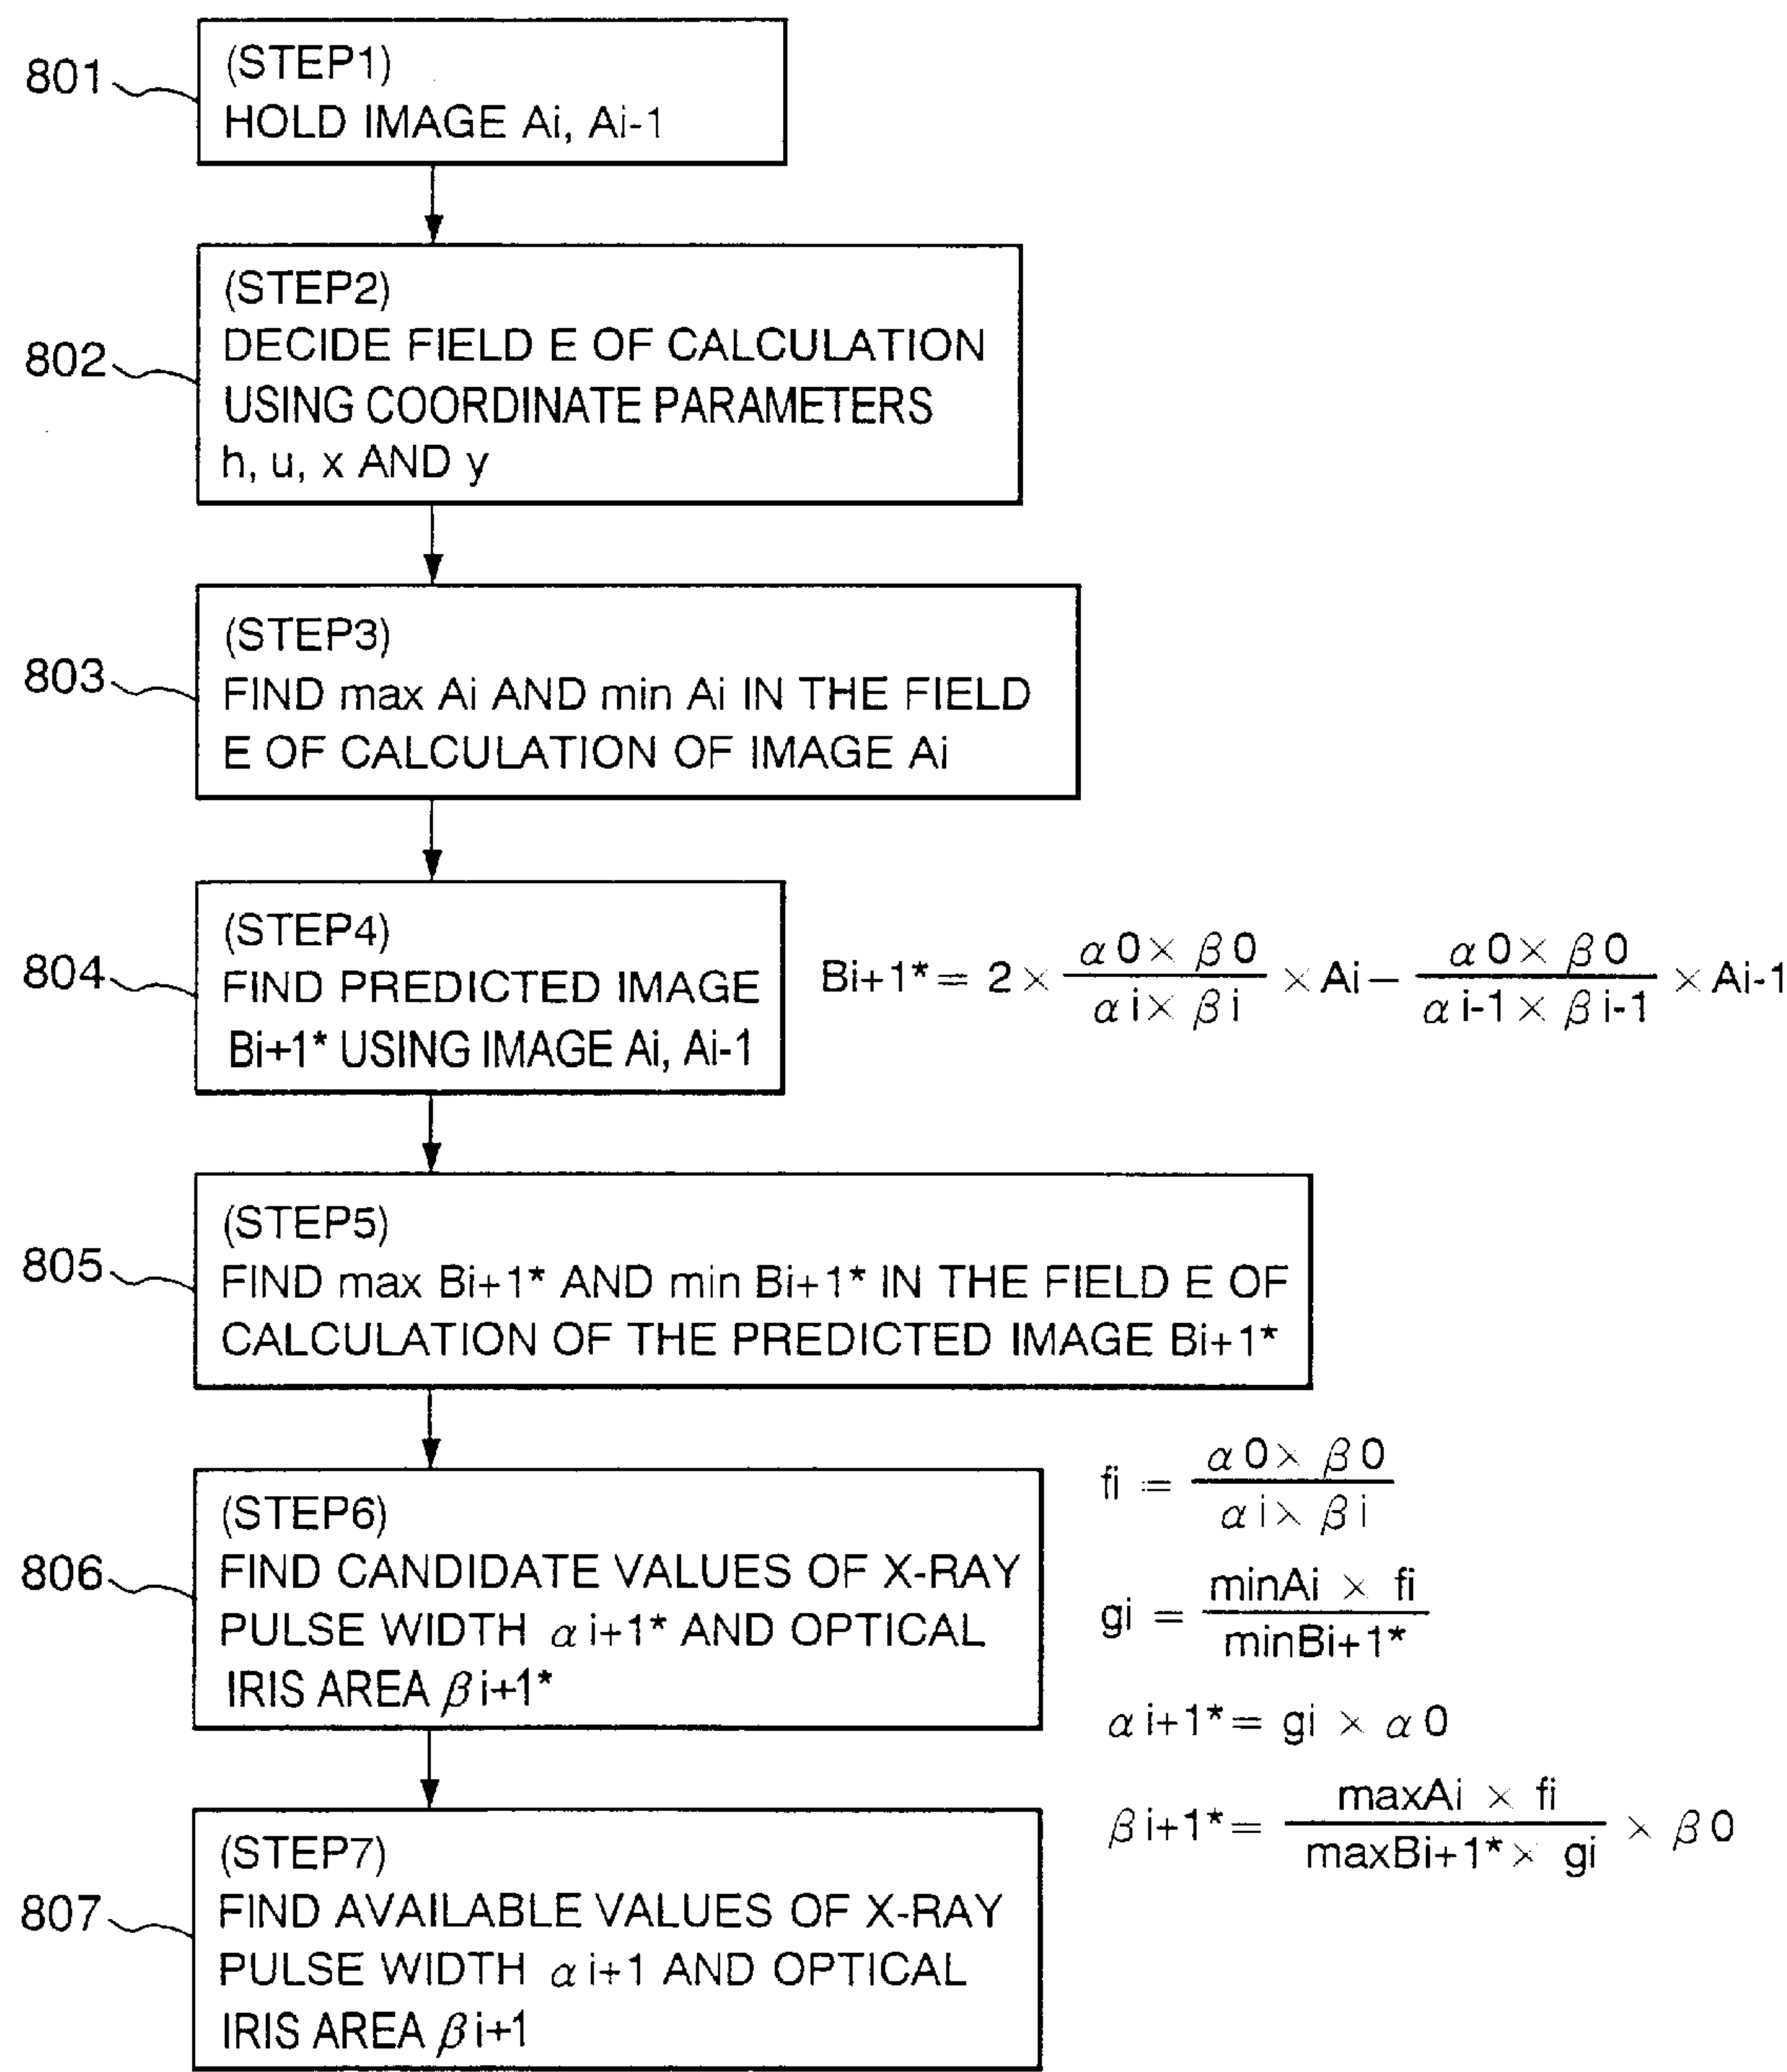 801
(STEP1)
HOLD IMAGE Ai, Ai-1
802
(STEP2)
DECIDE FIELD E OF CALCULATION
USING COORDINATE PARAMETERS
h, u, x AND y
803
(STEP3)
FIND max Ai AND min Ai IN THE FIELD
E OF CALCULATION OF IMAGE Ai
804
(STEP4)
FIND PREDICTED IMAGE
Bi+1* USING IMAGE Ai, Ai-1
Bi+1* = 2 × (α0 × β0)/(αi × βi) × Ai − (α0 × β0)/(αi-1 × βi-1) × Ai-1
805
(STEP5)
FIND max Bi+1* AND min Bi+1* IN THE FIELD E OF
CALCULATION OF THE PREDICTED IMAGE Bi+1*
806
(STEP6)
FIND CANDIDATE VALUES OF X-RAY
PULSE WIDTH αi+1* AND OPTICAL
IRIS AREA βi+1*
fi = (α0 × β0)/(αi × βi)
gi = (minAi × fi)/(minBi+1*)
αi+1* = gi × α0
βi+1* = (maxAi × fi)/(maxBi+1* × gi) × β0
807
(STEP7)
FIND AVAILABLE VALUES OF X-RAY
PULSE WIDTH αi+1 AND OPTICAL
IRIS AREA βi+1